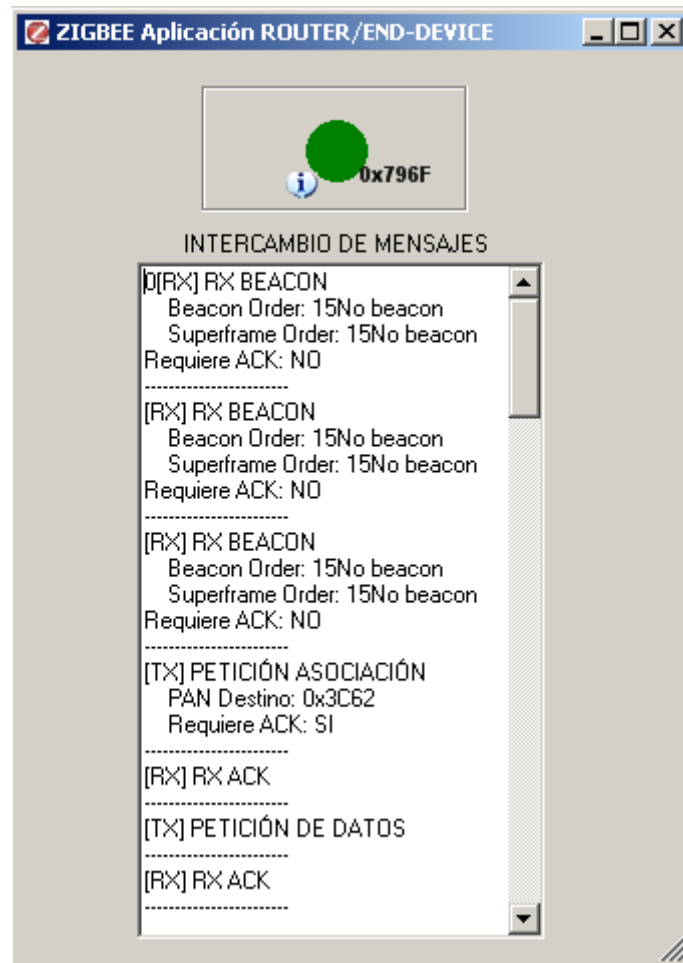 ZIGBEE Aplicación ROUTER/END-DEVICE
0x796F
INTERCAMBIO DE MENSAJES
0[RX] RX BEACON
Beacon Order: 15No beacon
Superframe Order: 15No beacon
Requiere ACK: NO
------------------------
[RX] RX BEACON
Beacon Order: 15No beacon
Superframe Order: 15No beacon
Requiere ACK: NO
------------------------
[RX] RX BEACON
Beacon Order: 15No beacon
Superframe Order: 15No beacon
Requiere ACK: NO
------------------------
[TX] PETICIÓN ASOCIACIÓN
PAN Destino: 0x3C62
Requiere ACK: SI
------------------------
[RX] RX ACK
------------------------
[TX] PETICIÓN DE DATOS
------------------------
[RX] RX ACK
------------------------